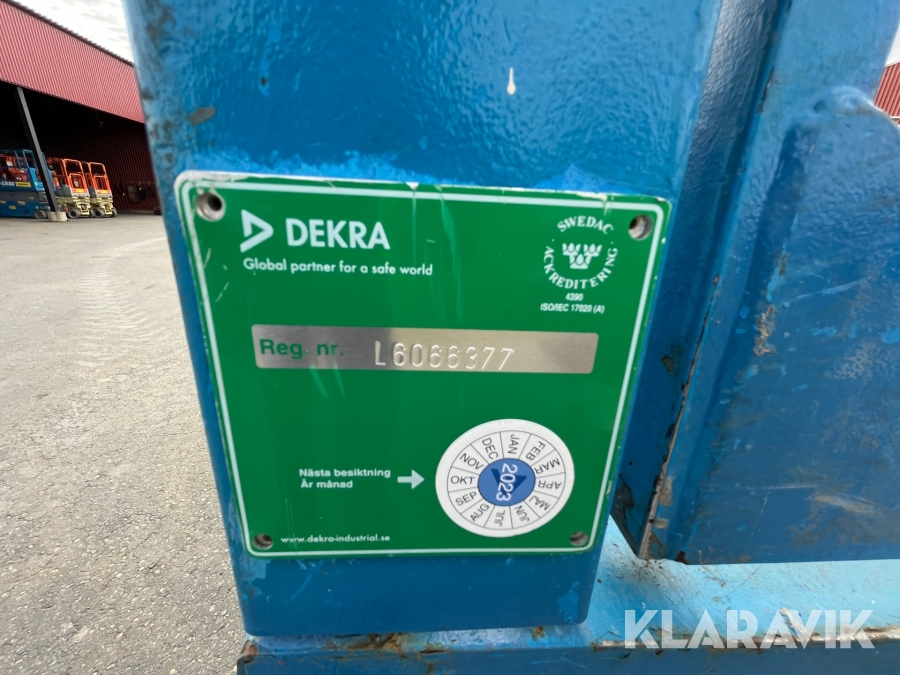 DEKRA
Global partner for a safe world
SWEDAC
ACKREDITERING
4390
ISO/IEC 17020 (A)
Reg. nr. L6066377
Nästa besiktning
År månad
JAN FEB MAR APR MAJ JUN JUL AUG SEP OKT NOV DEC
2023
www.dekra-industrial.se
KLARAVIK